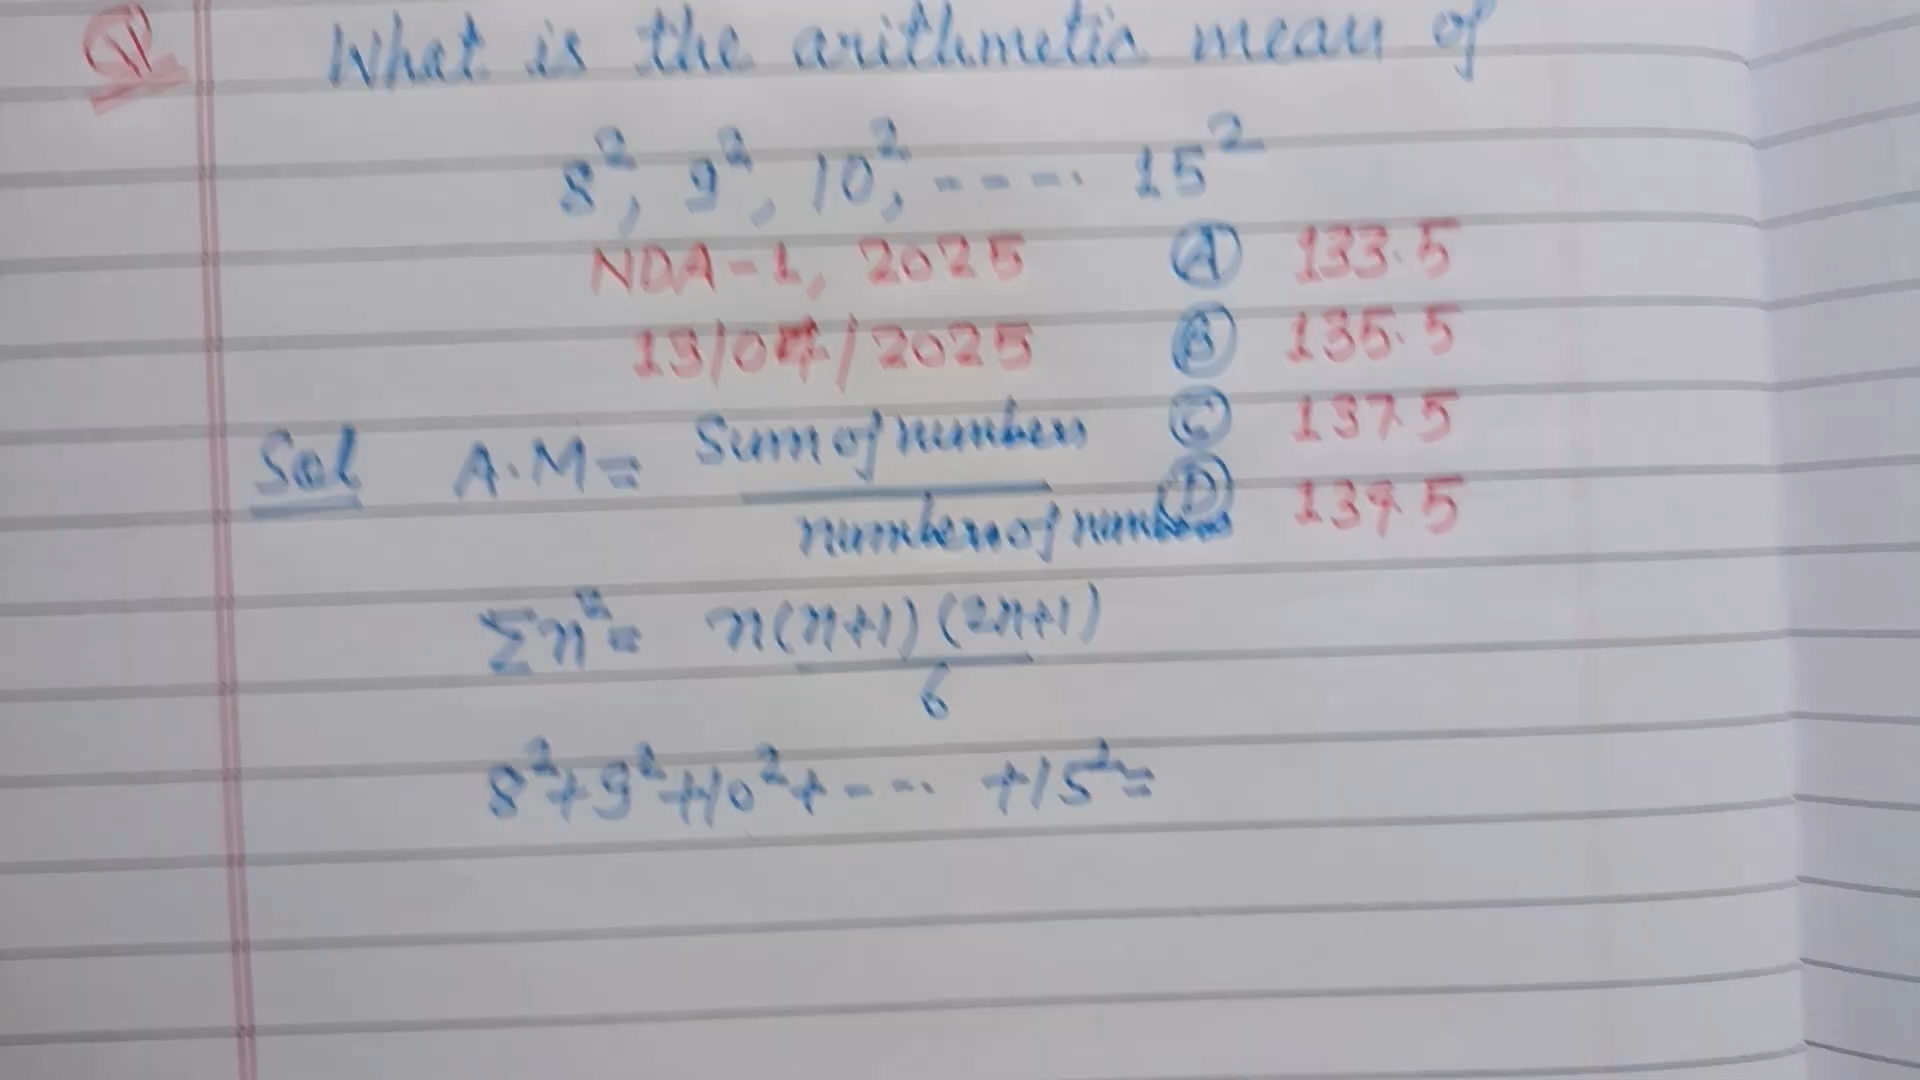 Q What is the arithmetic mean of
8², 9², 10², ---- 15²
NDA-1, 2025 (A) 133.5
13/04/2025 (B) 135.5
(C) 137.5
Sol A.M = Sum of numbers / numbers of numbers
(D) 139.5
Σn² = n(n+1)(2n+1) / 6
8²+9²+10²+---- +15²=